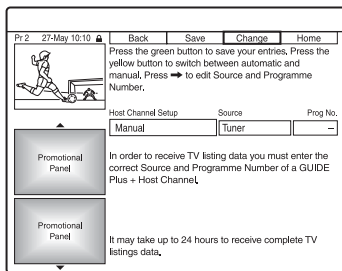 Pr 2 27-May 10:10 Back Save Change Home
Press the green button to save your entries. Press the
yellow button to switch between automatic and
manual. Press ➡ to edit Source and Programme
Number.
Host Channel Setup Source Prog No.
Manual Tuner –
Promotional
Panel
In order to receive TV listing data you must enter the
correct Source and Programme Number of a GUIDE
Plus + Host Channel.
Promotional
Panel
It may take up to 24 hours to receive complete TV
listings data.